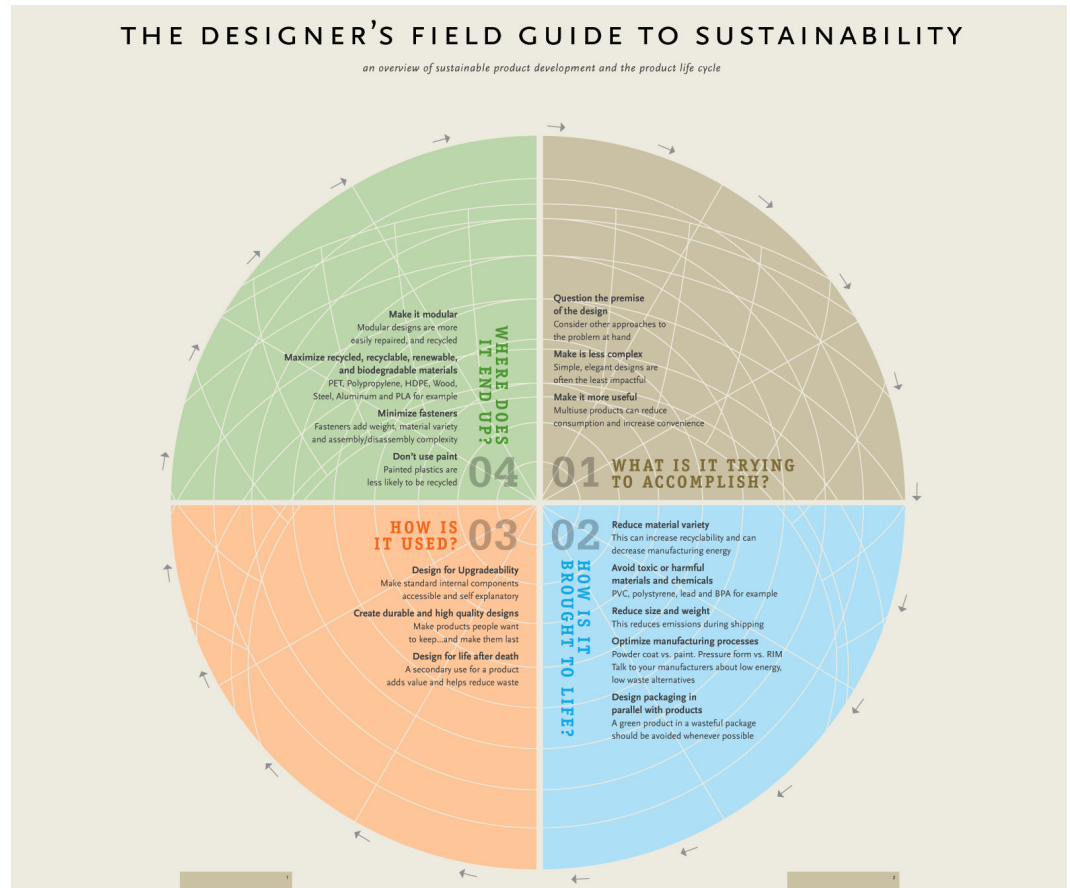 THE DESIGNER'S FIELD GUIDE TO SUSTAINABILITY
an overview of sustainable product development and the product life cycle
Question the premise
of the design
Consider other approaches to
the problem at hand
Make is less complex
Simple, elegant designs are
often the least impactful
Make it more useful
Multiuse products can reduce
consumption and increase convenience
01
WHAT IS IT TRYING
TO ACCOMPLISH?
02
HOW IS IT
BROUGHT TO LIFE?
Reduce material variety
This can increase recyclability and can
decrease manufacturing energy
Avoid toxic or harmful
materials and chemicals
PVC, polystyrene, lead and BPA for example
Reduce size and weight
This reduces emissions during shipping
Optimize manufacturing processes
Powder coat vs. paint. Pressure form vs. RIM
Talk to your manufacturers about low energy,
low waste alternatives
Design packaging in
parallel with products
A green product in a wasteful package
should be avoided whenever possible
HOW IS
IT USED?
03
Design for Upgradeability
Make standard internal components
accessible and self explanatory
Create durable and high quality designs
Make products people want
to keep...and make them last
Design for life after death
A secondary use for a product
adds value and helps reduce waste
WHERE DOES
IT END UP?
04
Make it modular
Modular designs are more
easily repaired, and recycled
Maximize recycled, recyclable, renewable,
and biodegradable materials
PET, Polypropylene, HDPE, Wood,
Steel, Aluminum and PLA for example
Minimize fasteners
Fasteners add weight, material variety
and assembly/disassembly complexity
Don't use paint
Painted plastics are
less likely to be recycled
1
2